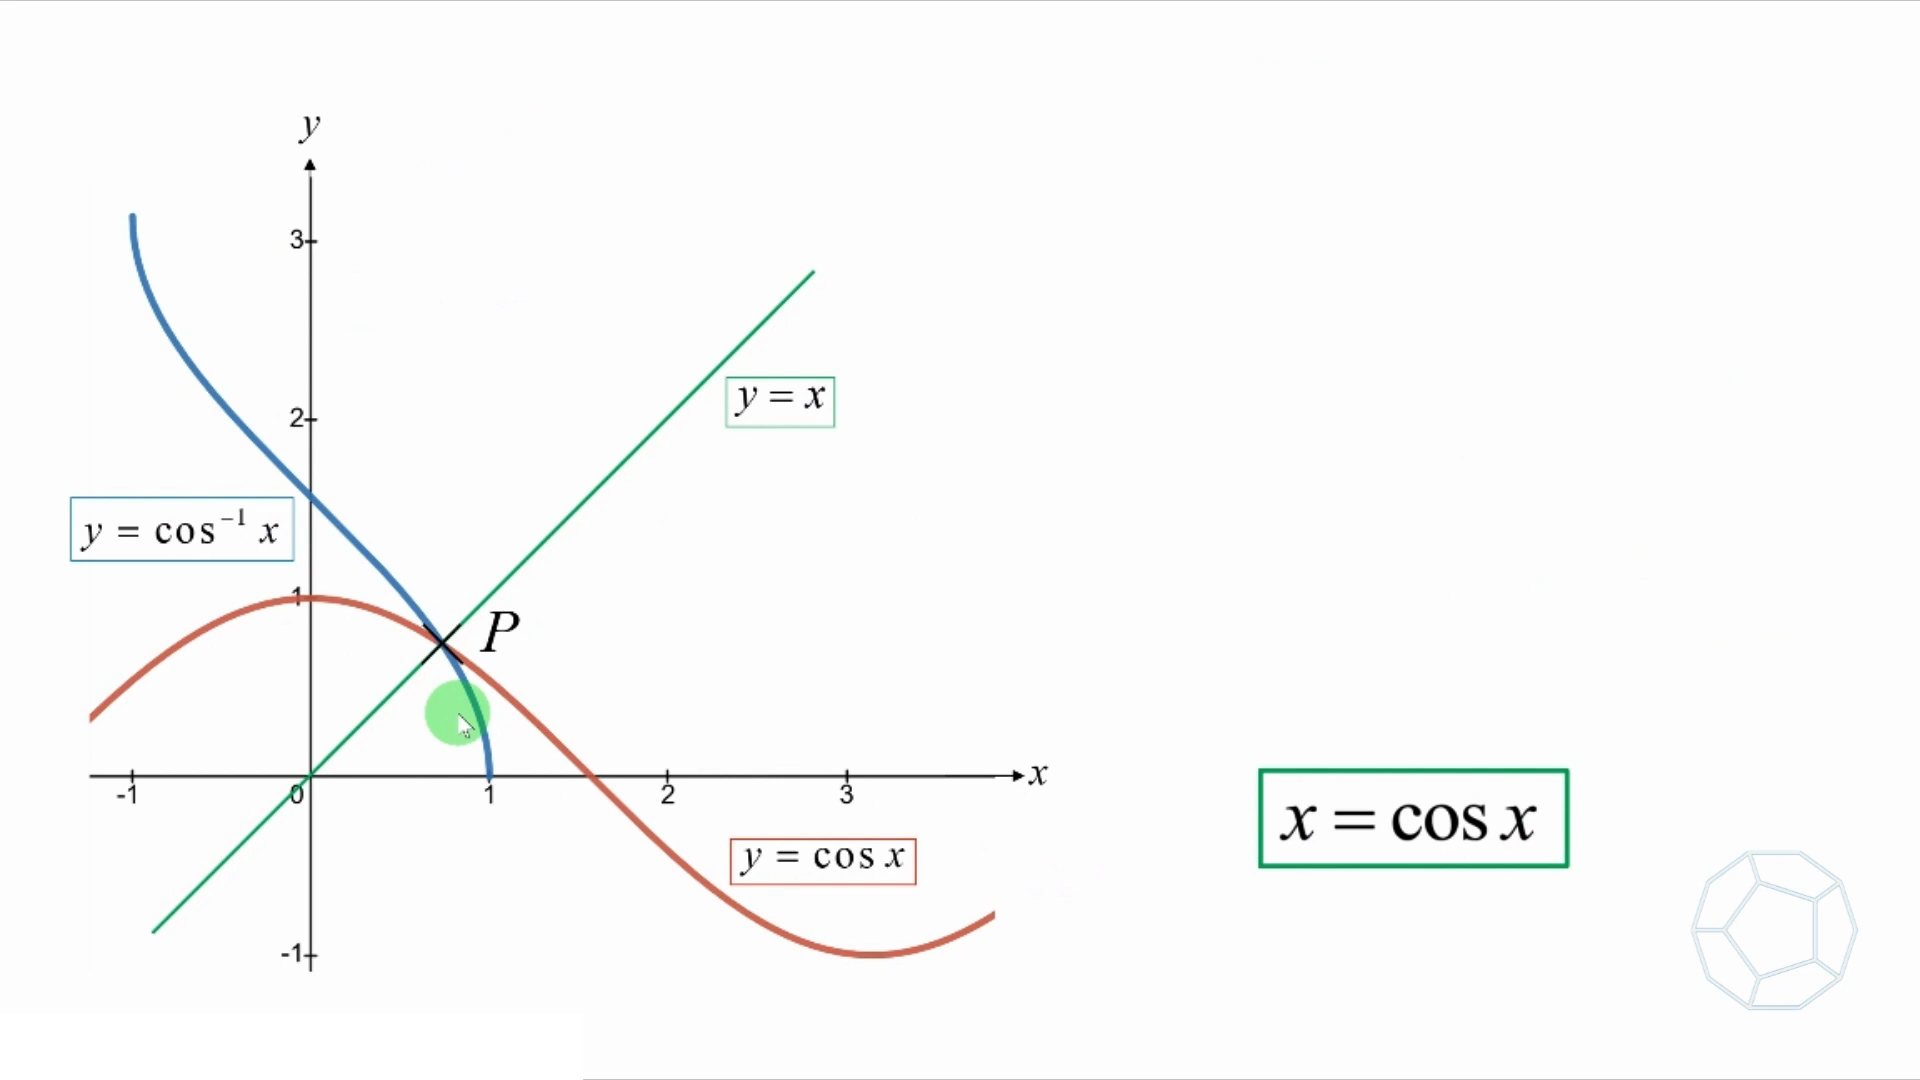 y
3
2
y = x
y = cos⁻¹ x
1
P
-1
0
1
2
3
x
x = cos x
y = cos x
-1